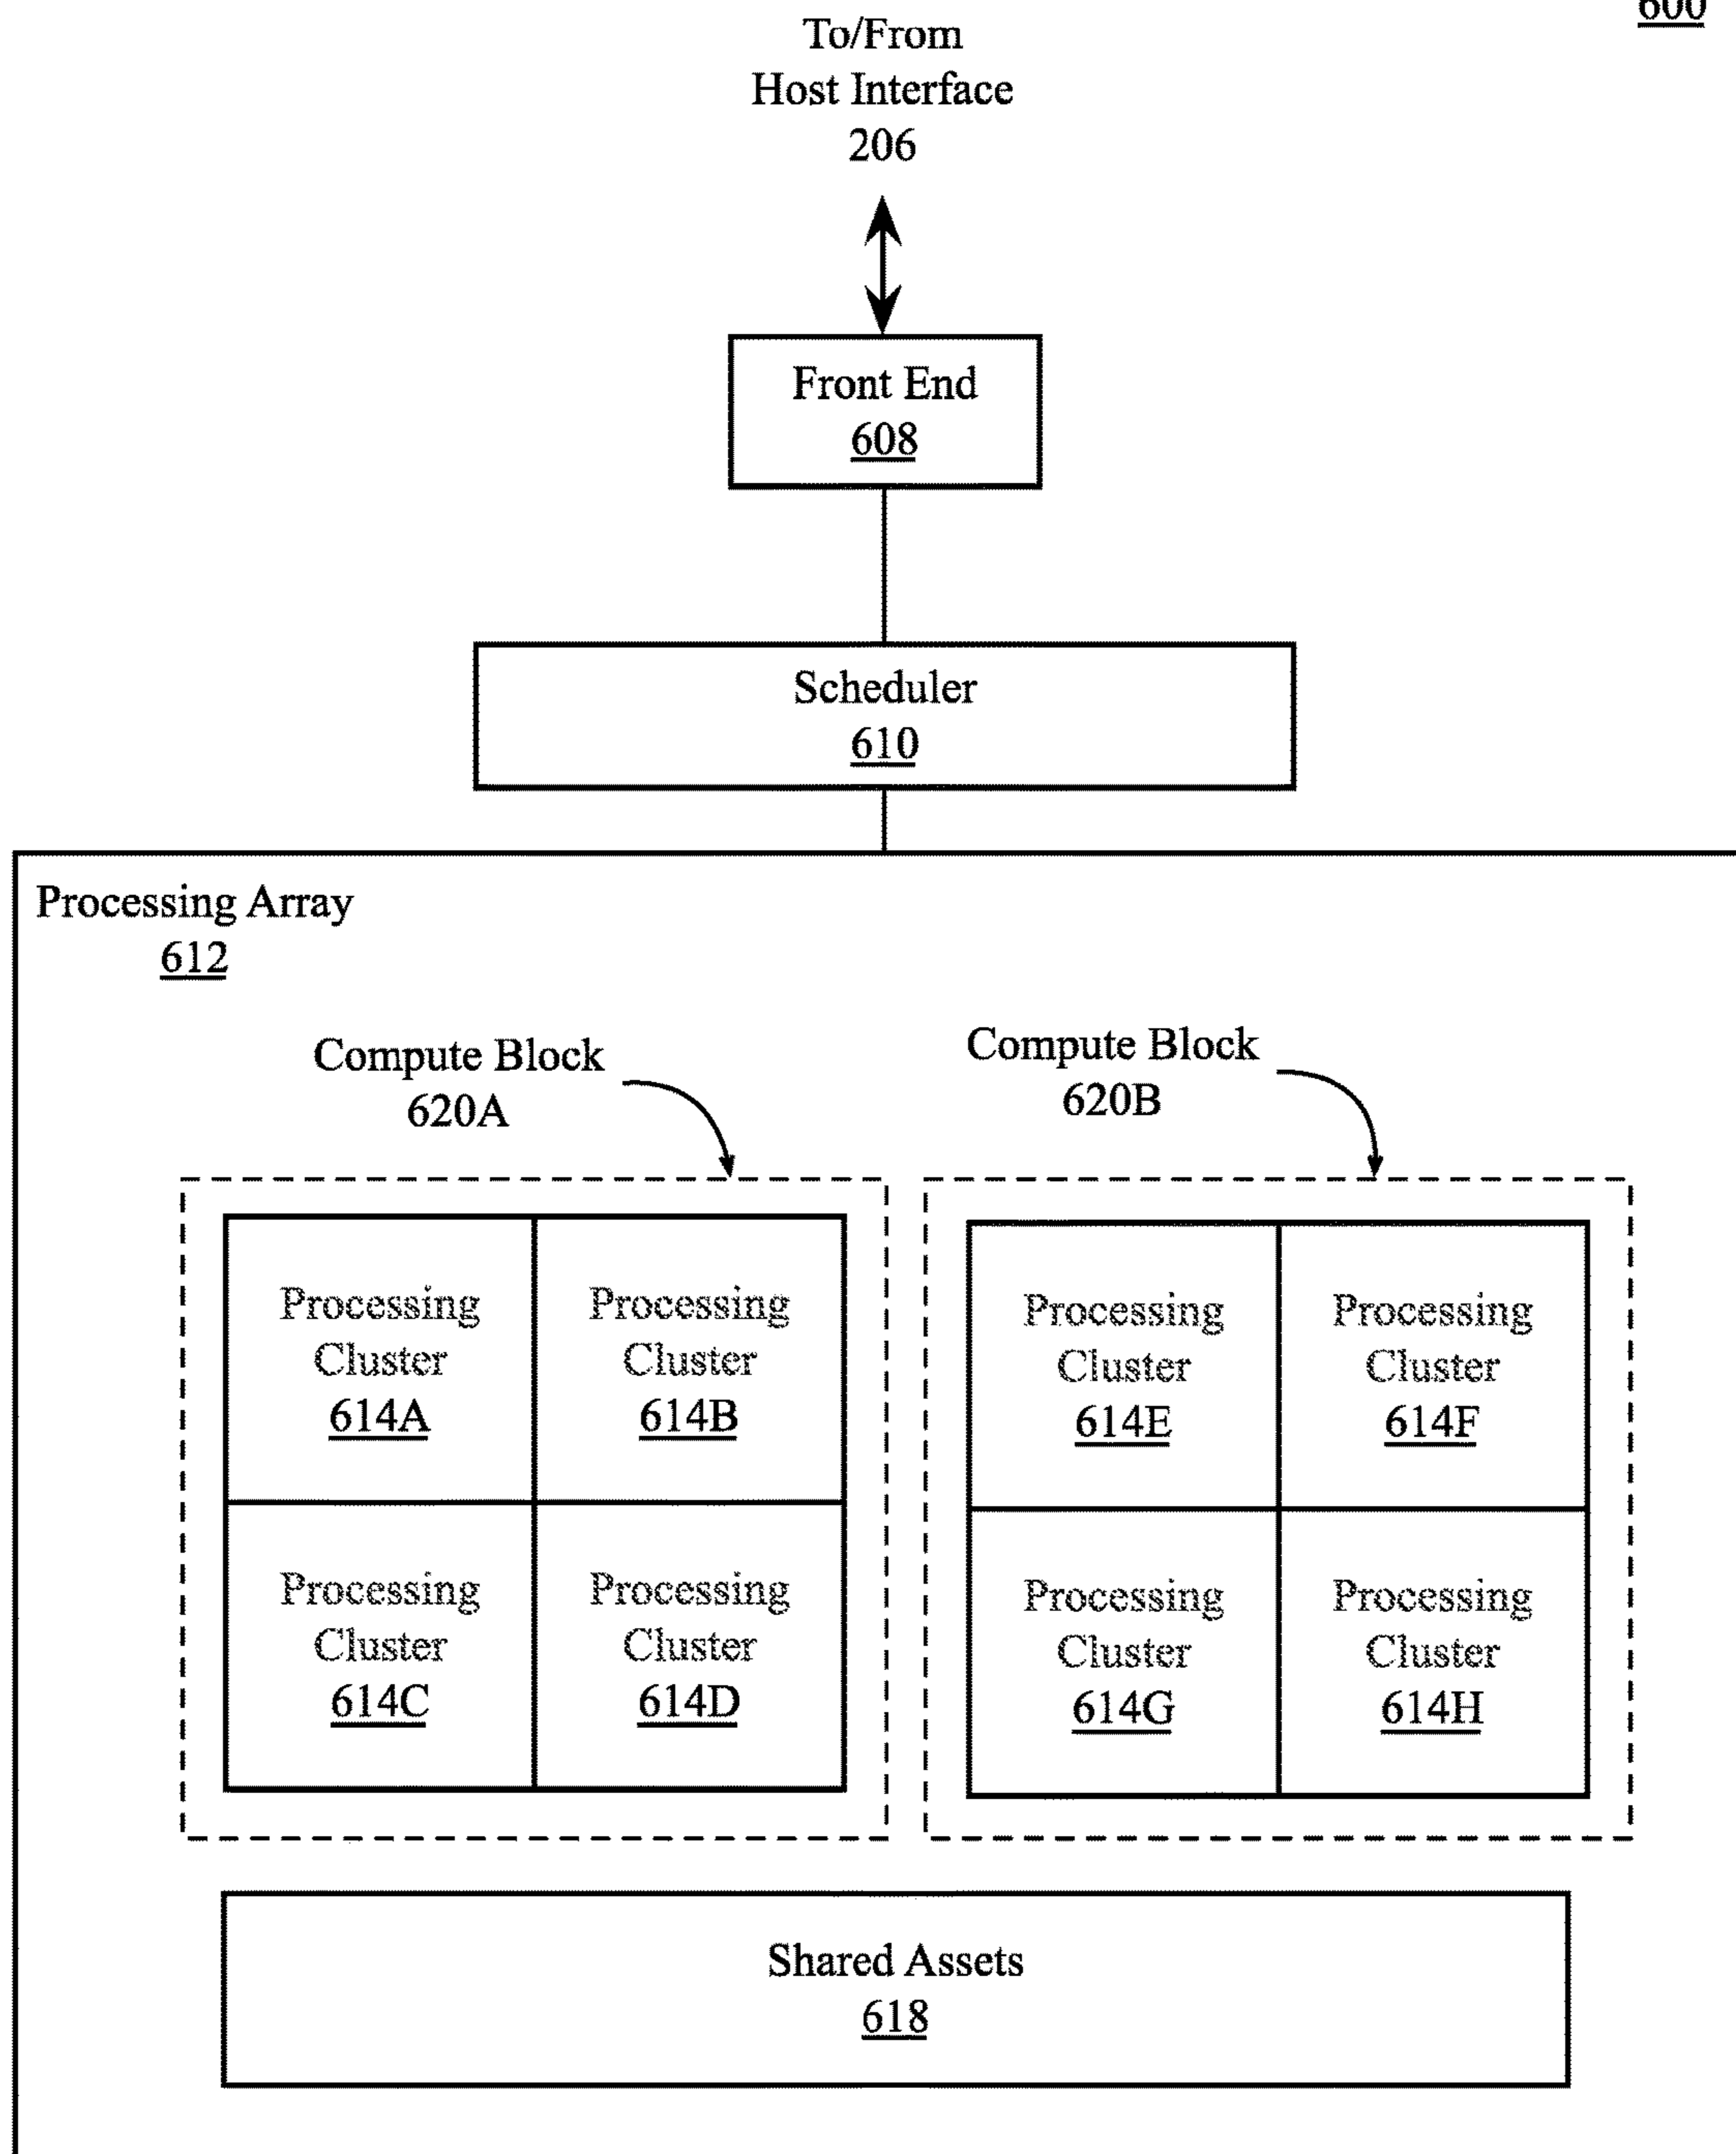 600
To/From
Host Interface
206
Front End
608
Scheduler
610
Processing Array
612
Compute Block
620A
Compute Block
620B
Processing
Cluster
614A
Processing
Cluster
614B
Processing
Cluster
614E
Processing
Cluster
614F
Processing
Cluster
614C
Processing
Cluster
614D
Processing
Cluster
614G
Processing
Cluster
614H
Shared Assets
618